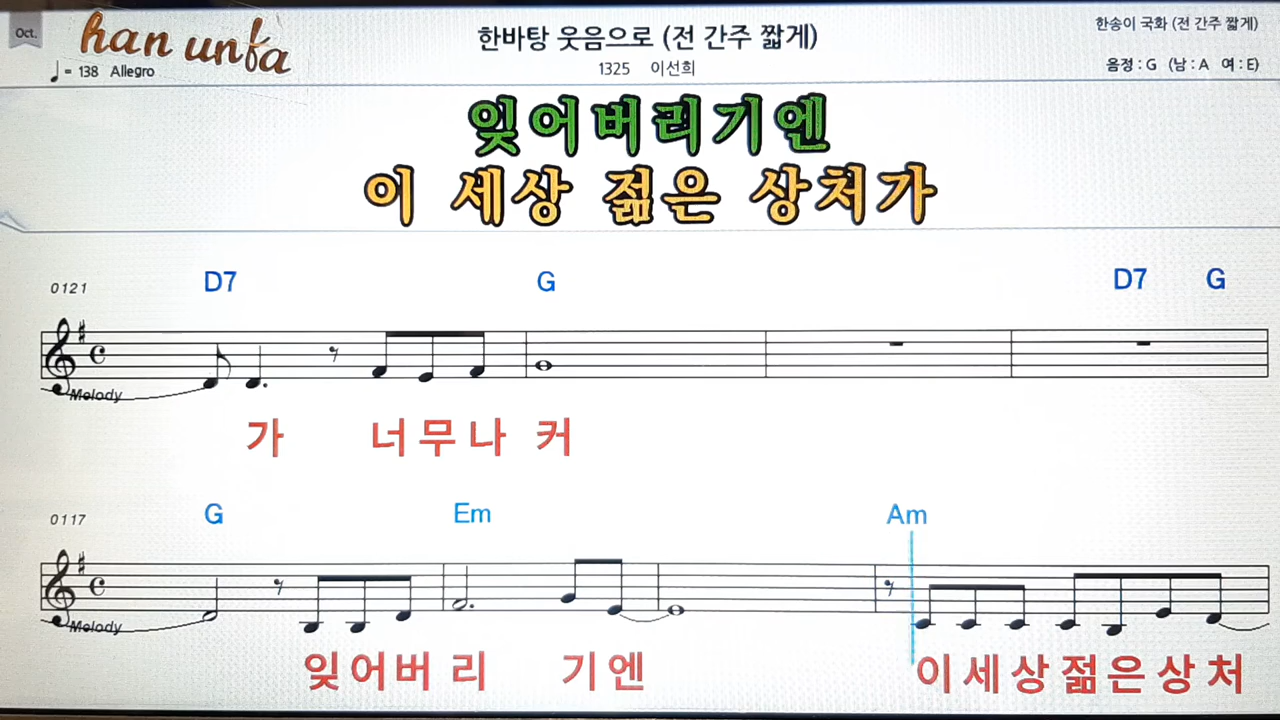 Oct.
han unfa
= 138 Allegro
한바탕 웃음으로 (전 간주 짧게)
1325 이선희
한송이 국화 (전 간주 짧게)
음정 : G (남 : A 여 : E)
잊어버리기엔
이 세상 젊은 상처가
0121 D7 G D7 G
Melody
가 너무나 커
0117 G Em Am
Melody
잊어버 리 기엔 이세상젊은상 처